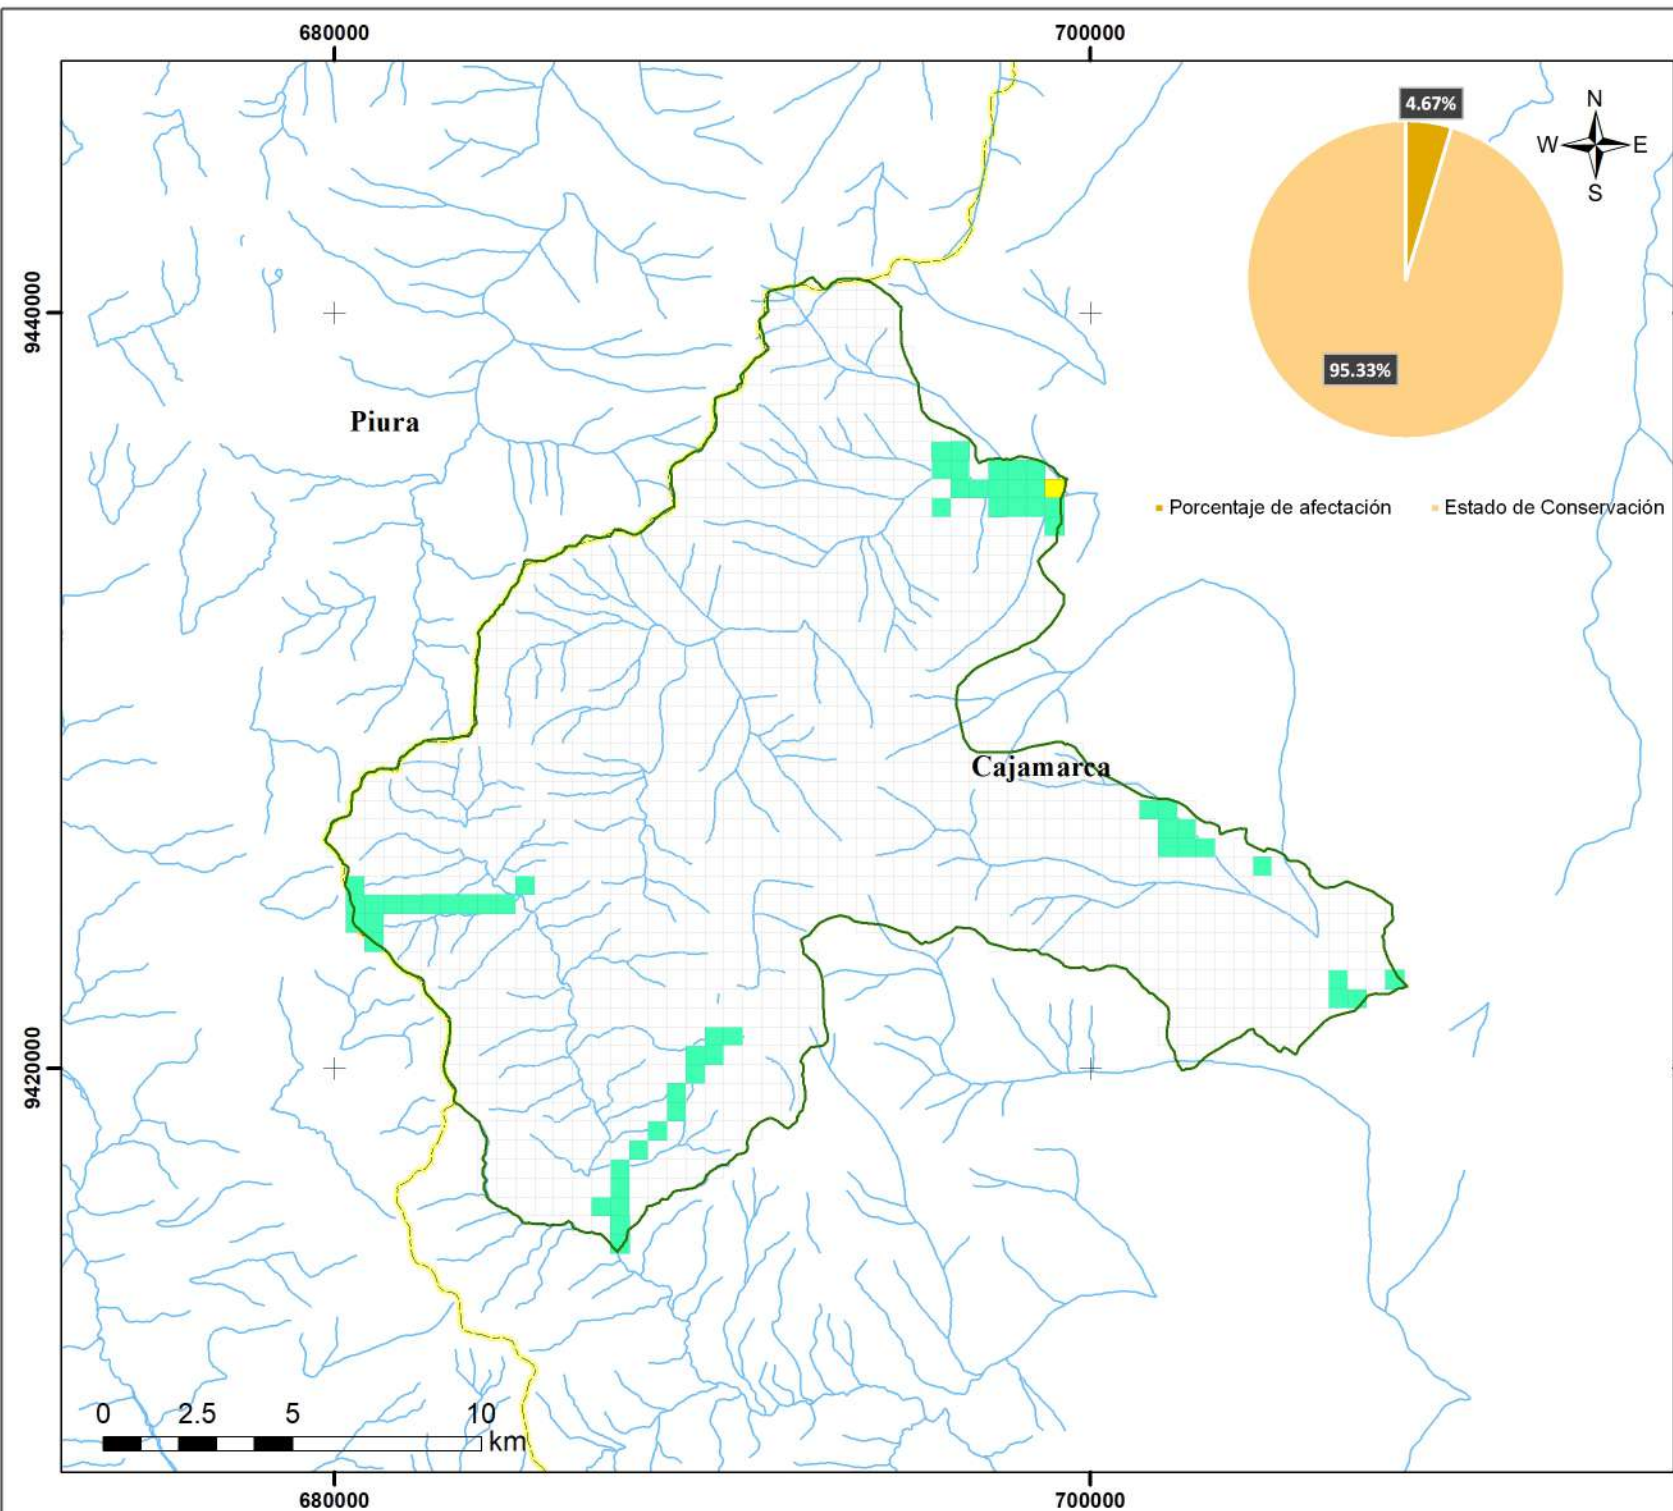 680000 700000
4.67%
N
W E
S
9440000
95.33%
Piura
Porcentaje de afectación Estado de Conservación
Cajamarca
9420000
0 2.5 5 10
km
680000 700000